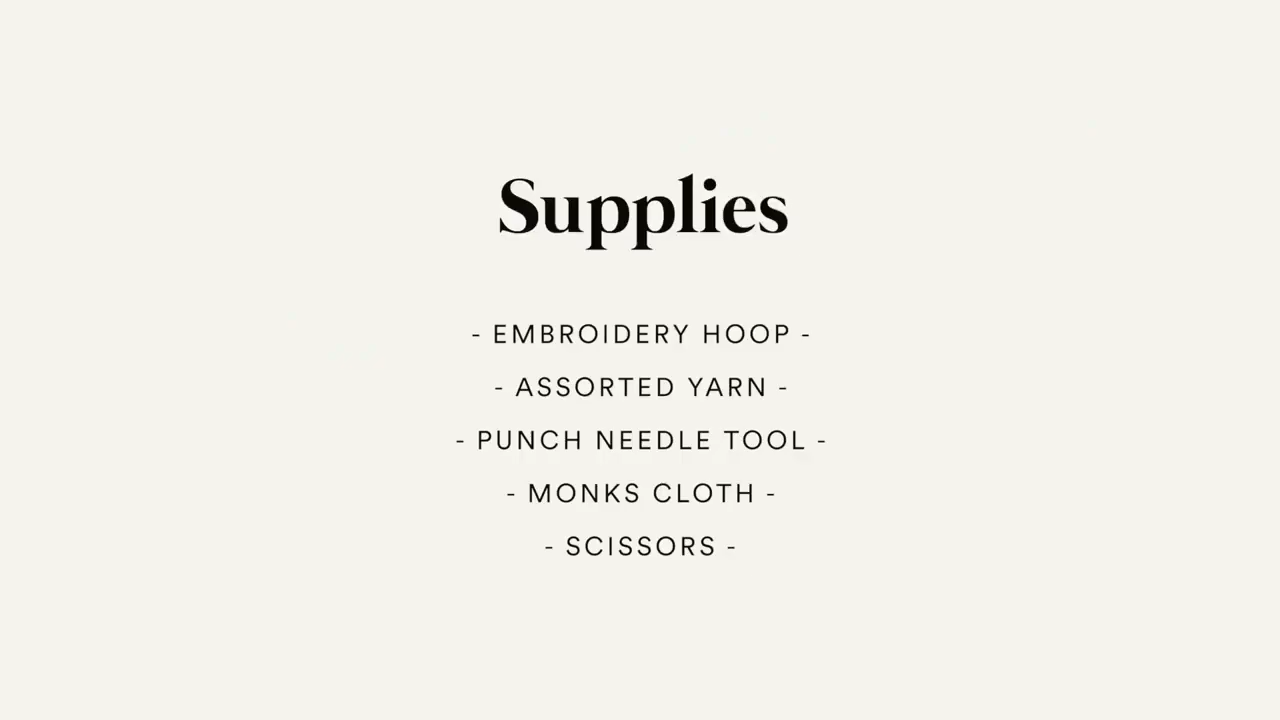 Supplies
- EMBROIDERY HOOP -
- ASSORTED YARN -
- PUNCH NEEDLE TOOL -
- MONKS CLOTH -
- SCISSORS -